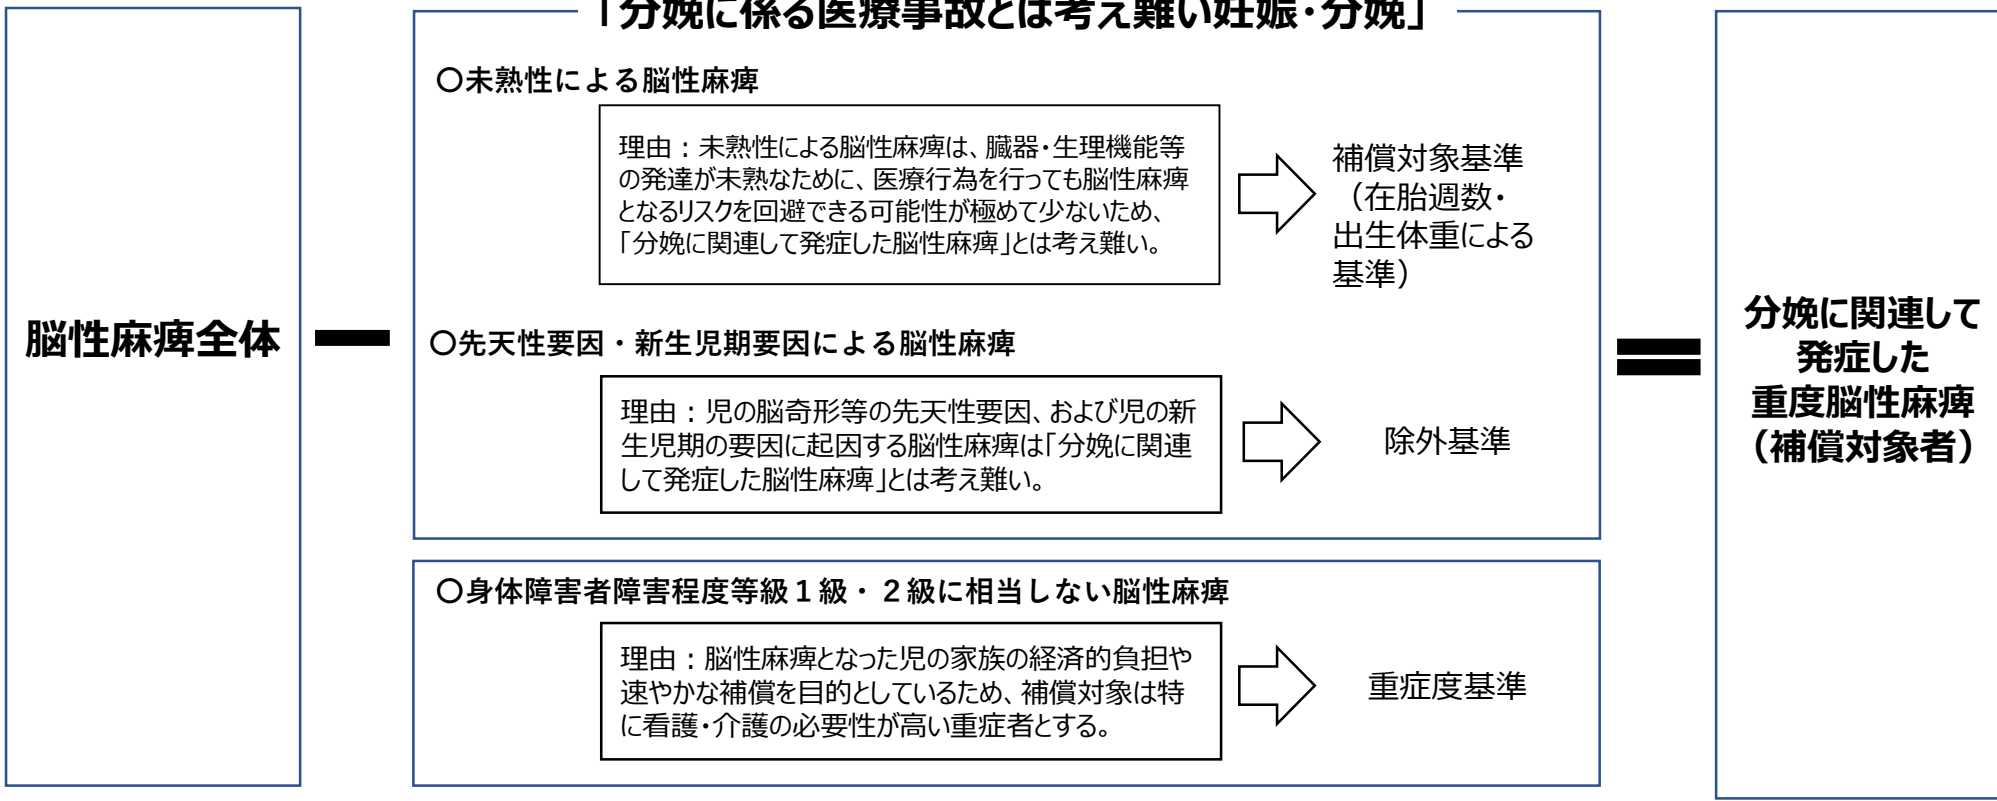 脳性麻痺全体
「分娩に係る医療事故とは考え難い妊娠・分娩」
〇未熟性による脳性麻痺
理由：未熟性による脳性麻痺は、臓器・生理機能等
の発達が未熟なために、医療行為を行っても脳性麻痺
となるリスクを回避できる可能性が極めて少ないため、
「分娩に関連して発症した脳性麻痺」とは考え難い。
補償対象基準
（在胎週数・
出生体重による
基準）
〇先天性要因・新生児期要因による脳性麻痺
理由：児の脳奇形等の先天性要因、および児の新
生児期の要因に起因する脳性麻痺は「分娩に関連
して発症した脳性麻痺」とは考え難い。
除外基準
〇身体障害者障害程度等級１級・２級に相当しない脳性麻痺
理由：脳性麻痺となった児の家族の経済的負担や
速やかな補償を目的としているため、補償対象は特
に看護・介護の必要性が高い重症者とする。
重症度基準
分娩に関連して
発症した
重度脳性麻痺
（補償対象者）